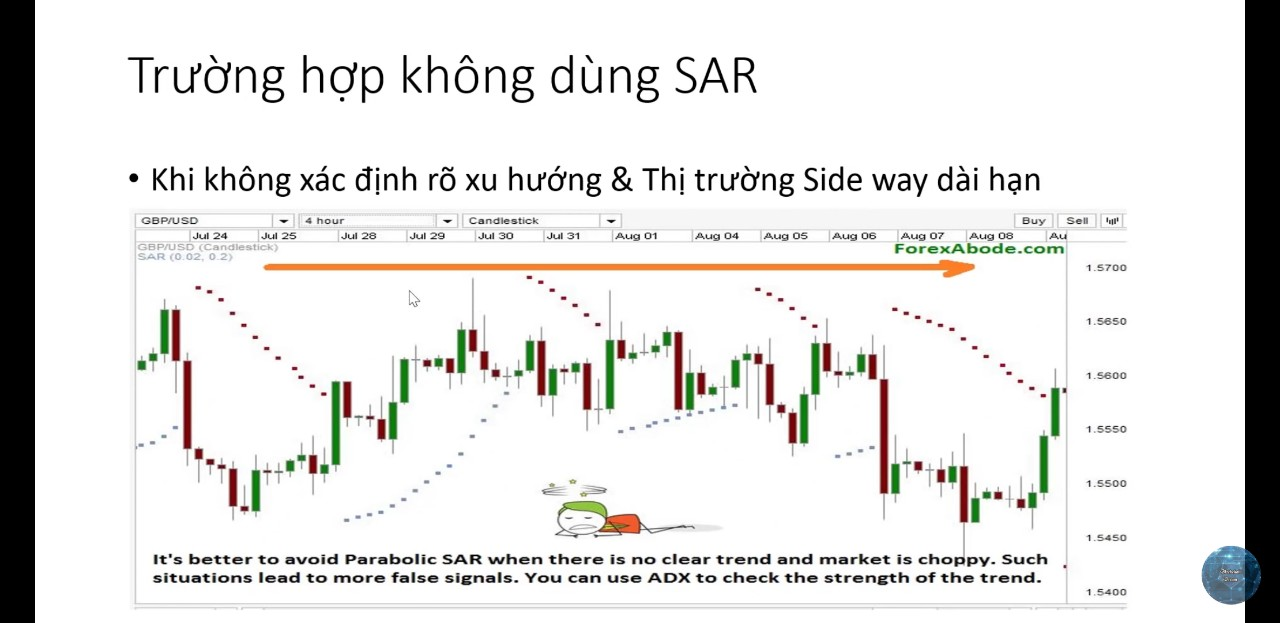 Trường hợp không dùng SAR
• Khi không xác định rõ xu hướng & Thị trường Side way dài hạn
GBP/USD 4 hour Candlestick Buy Sell
Jul 24 Jul 25 Jul 28 Jul 29 Jul 30 Jul 31 Aug 01 Aug 04 Aug 05 Aug 06 Aug 07 Aug 08 Au
GBP/USD (Candlestick)
ForexAbode.com
SAR (0.02, 0.2)
1.5700
1.5650
1.5600
1.5550
1.5500
1.5450
1.5400
It's better to avoid Parabolic SAR when there is no clear trend and market is choppy. Such
situations lead to more false signals. You can use ADX to check the strength of the trend.